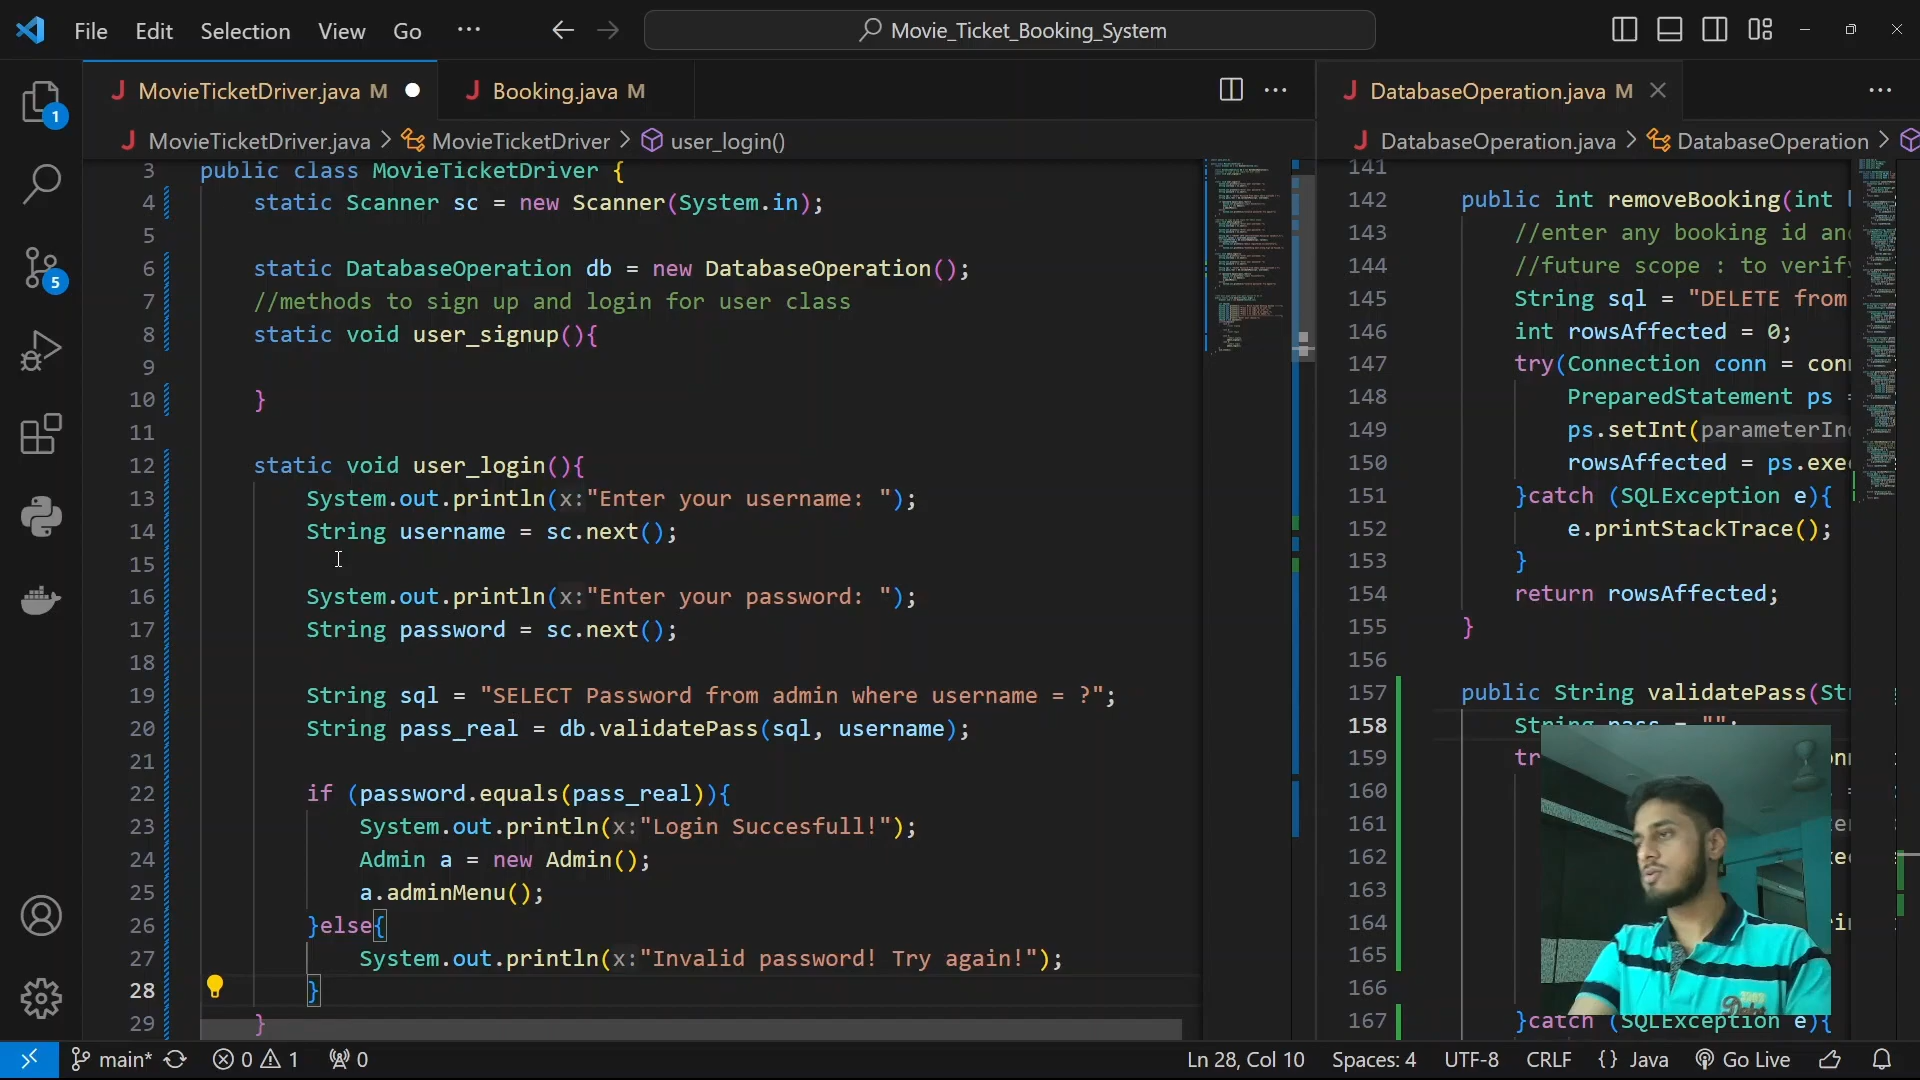 File Edit Selection View Go ··· Movie_Ticket_Booking_System
1
5
MovieTicketDriver.java M Booking.java M
MovieTicketDriver.java > MovieTicketDriver > user_login()
3 public class MovieTicketDriver {
4 static Scanner sc = new Scanner(System.in);
5
6 static DatabaseOperation db = new DatabaseOperation();
7 //methods to sign up and login for user class
8 static void user_signup(){
9
10 }
11
12 static void user_login(){
13 System.out.println(x:"Enter your username: ");
14 String username = sc.next();
15
16 System.out.println(x:"Enter your password: ");
17 String password = sc.next();
18
19 String sql = "SELECT Password from admin where username = ?";
20 String pass_real = db.validatePass(sql, username);
21
22 if (password.equals(pass_real)){
23 System.out.println(x:"Login Succesfull!");
24 Admin a = new Admin();
25 a.adminMenu();
26 }else{
27 System.out.println(x:"Invalid password! Try again!");
28 }
29 }
DatabaseOperation.java M
DatabaseOperation.java > DatabaseOperation >
141
142 public int removeBooking(int
143 //enter any booking id an
144 //future scope : to verif
145 String sql = "DELETE from
146 int rowsAffected = 0;
147 try(Connection conn = con
148 PreparedStatement ps
149 ps.setInt(parameterIn
150 rowsAffected = ps.exe
151 }catch (SQLException e){
152 e.printStackTrace();
153 }
154 return rowsAffected;
155 }
156
157 public String validatePass(St
158 String pass = "";
159 tr
160
161
162
163
164
165
166
167 }catch (SQLException e){
main* 0 1 0 Ln 28, Col 10 Spaces: 4 UTF-8 CRLF {} Java Go Live